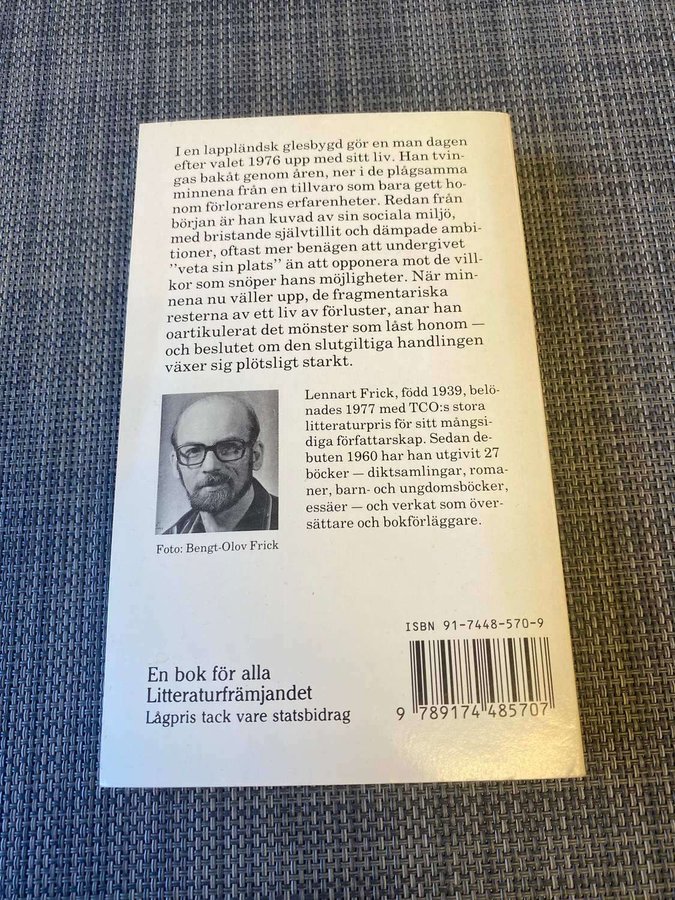 I en lappländsk glesbygd gör en man dagen
efter valet 1976 upp med sitt liv. Han tvin-
gas bakåt genom åren, ner i de plågsamma
minnena från en tillvaro som bara gett ho-
nom förlorarens erfarenheter. Redan från
början är han kuvad av sin sociala miljö,
med bristande självtillit och dämpade ambi-
tioner, oftast mer benägen att undergivet
"veta sin plats" än att opponera mot de vill-
kor som snöper hans möjligheter. När min-
nena nu väller upp, de fragmentariska
resterna av ett liv av förluster, anar han
oartikulerat det mönster som låst honom —
och beslutet om den slutgiltiga handlingen
växer sig plötsligt starkt.
Lennart Frick, född 1939, belö-
nades 1977 med TCO:s stora
litteraturpris för sitt mångsi-
diga författarskap. Sedan de-
buten 1960 har han utgivit 27
böcker — diktsamlingar, roma-
ner, barn- och ungdomsböcker,
essäer — och verkat som över-
sättare och bokförläggare.
Foto: Bengt-Olov Frick
ISBN 91-7448-570-9
9 789174 485707
En bok för alla
Litteraturfrämjandet
Lågpris tack vare statsbidrag